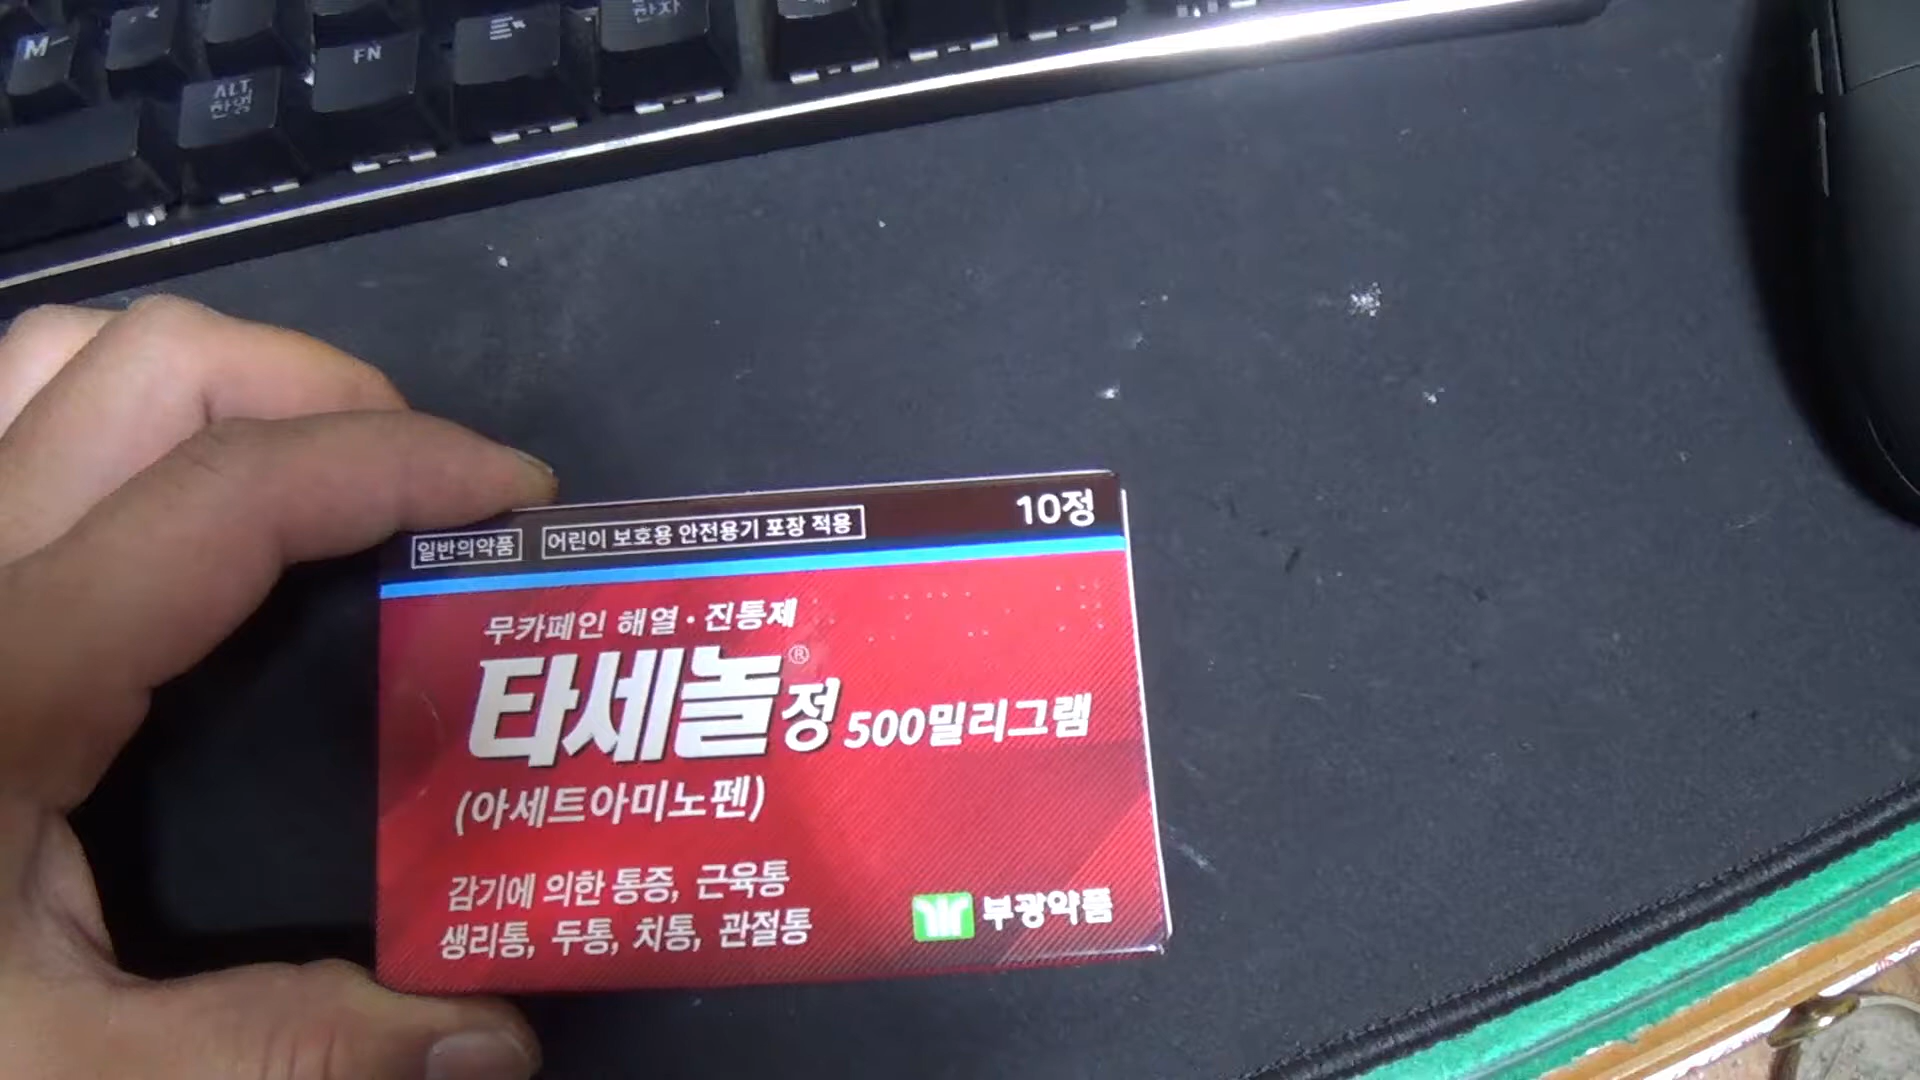 M
FN
한자
ALT
한영
일반의약품 어린이 보호용 안전용기 포장 적용 10정
무카페인 해열·진통제
타세놀® 정 500밀리그램
(아세트아미노펜)
감기에 의한 통증, 근육통
생리통, 두통, 치통, 관절통
부광약품